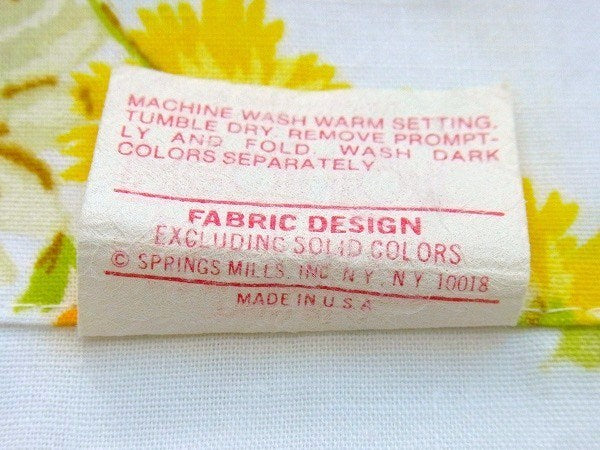 MACHINE WASH WARM SETTING.
TUMBLE DRY. REMOVE PROMPT-
LY AND FOLD. WASH DARK
COLORS SEPARATELY
FABRIC DESIGN
EXCLUDING SOLID COLORS
© SPRINGS MILLS, INC. N.Y., N.Y. 10018
MADE IN U.S.A.